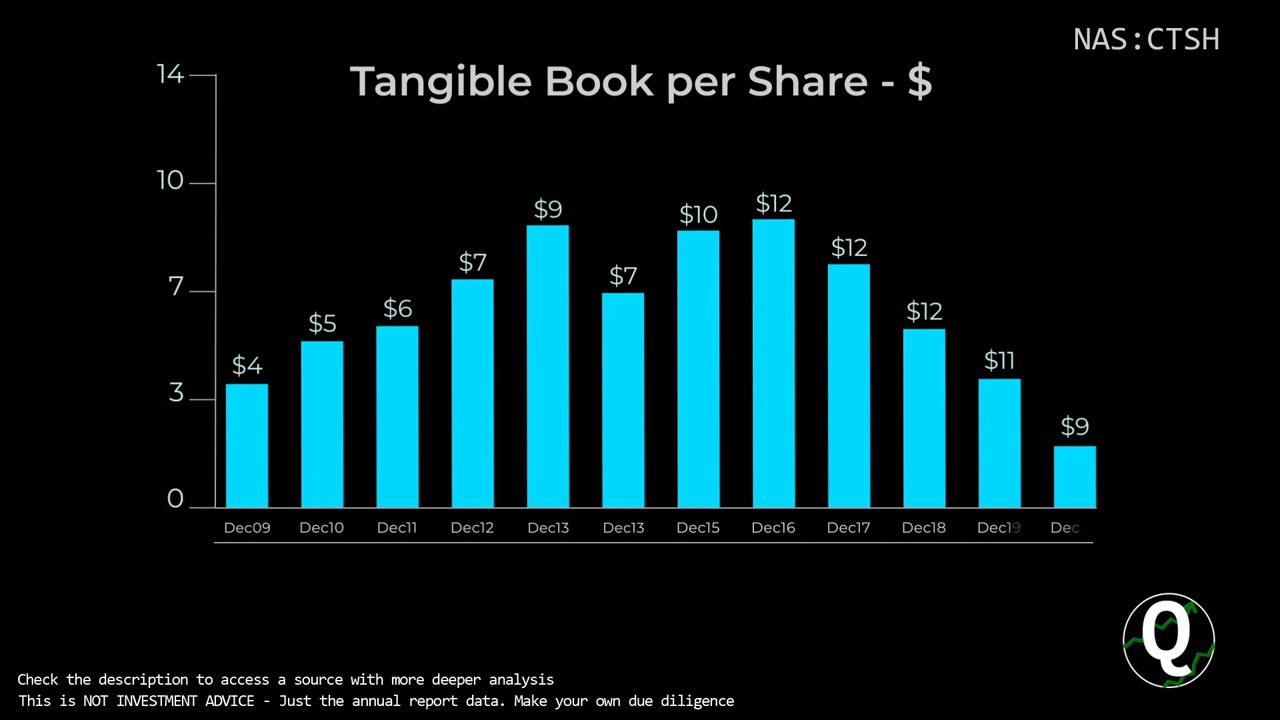 NAS:CTSH
Tangible Book per Share - $
14
10
7
3
0
$4 $5 $6 $7 $9 $7 $10 $12 $12 $12 $11 $9
Dec09 Dec10 Dec11 Dec12 Dec13 Dec13 Dec15 Dec16 Dec17 Dec18 Dec19 Dec
Q
Check the description to access a source with more deeper analysis
This is NOT INVESTMENT ADVICE - Just the annual report data. Make your own due diligence